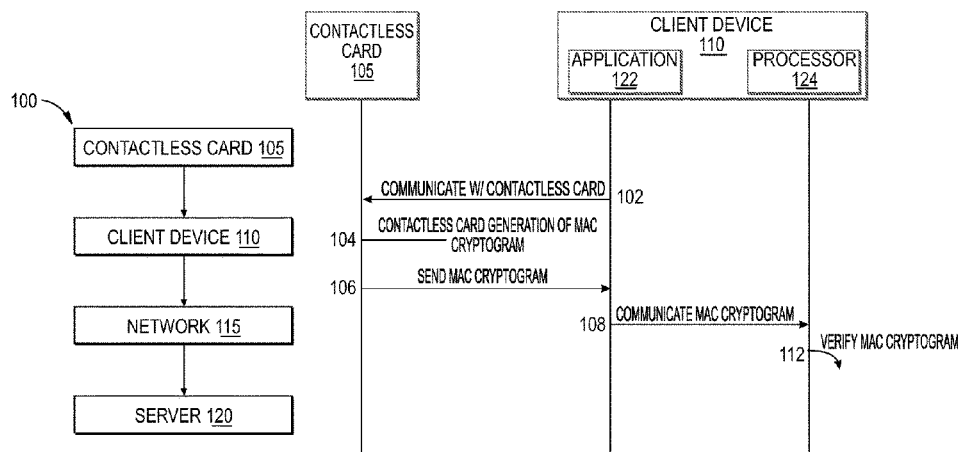 100
CONTACTLESS CARD 105
CLIENT DEVICE 110
NETWORK 115
SERVER 120
CONTACTLESS
CARD
105
CLIENT DEVICE
110
APPLICATION
122
PROCESSOR
124
COMMUNICATE W/ CONTACTLESS CARD
102
104
CONTACTLESS CARD GENERATION OF MAC
CRYPTOGRAM
106
SEND MAC CRYPTOGRAM
108
COMMUNICATE MAC CRYPTOGRAM
112
VERIFY MAC CRYPTOGRAM